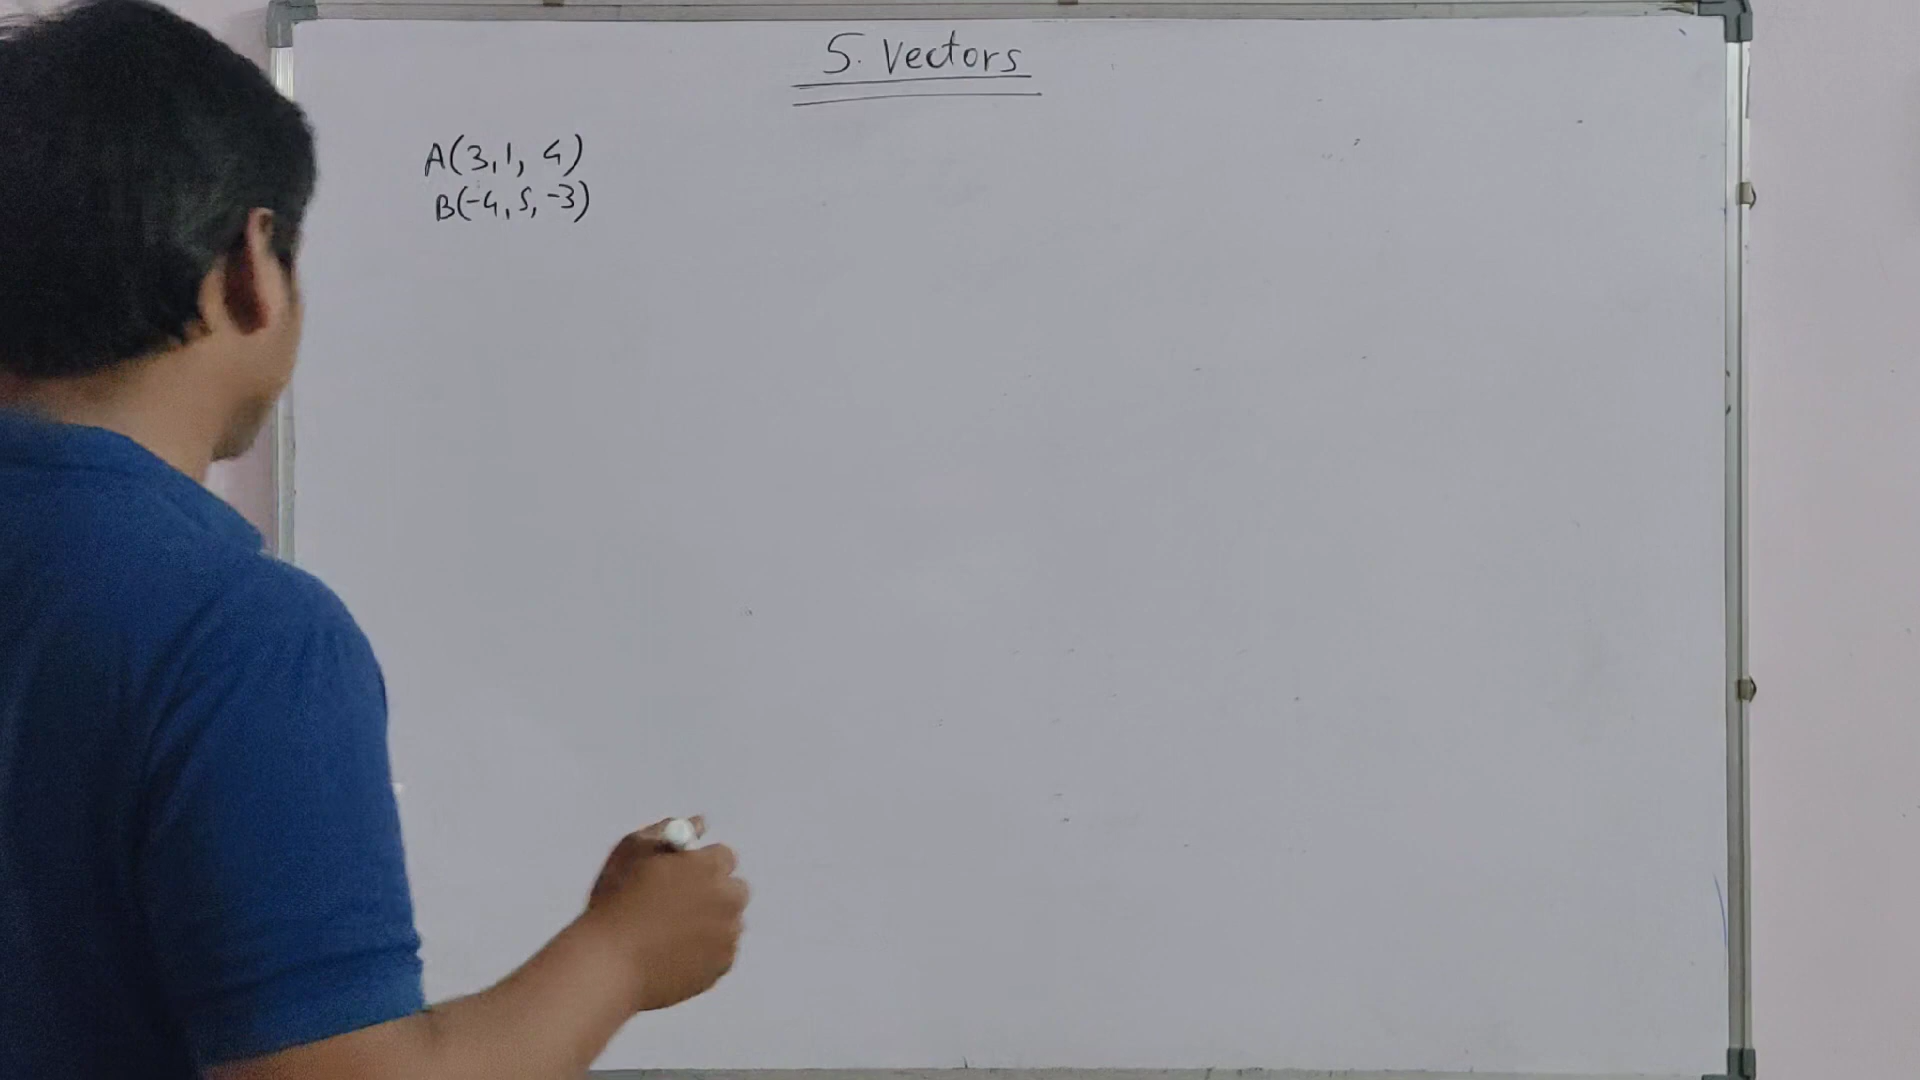 5. Vectors
A(3,1, 4)
B(-4, 5, -3)